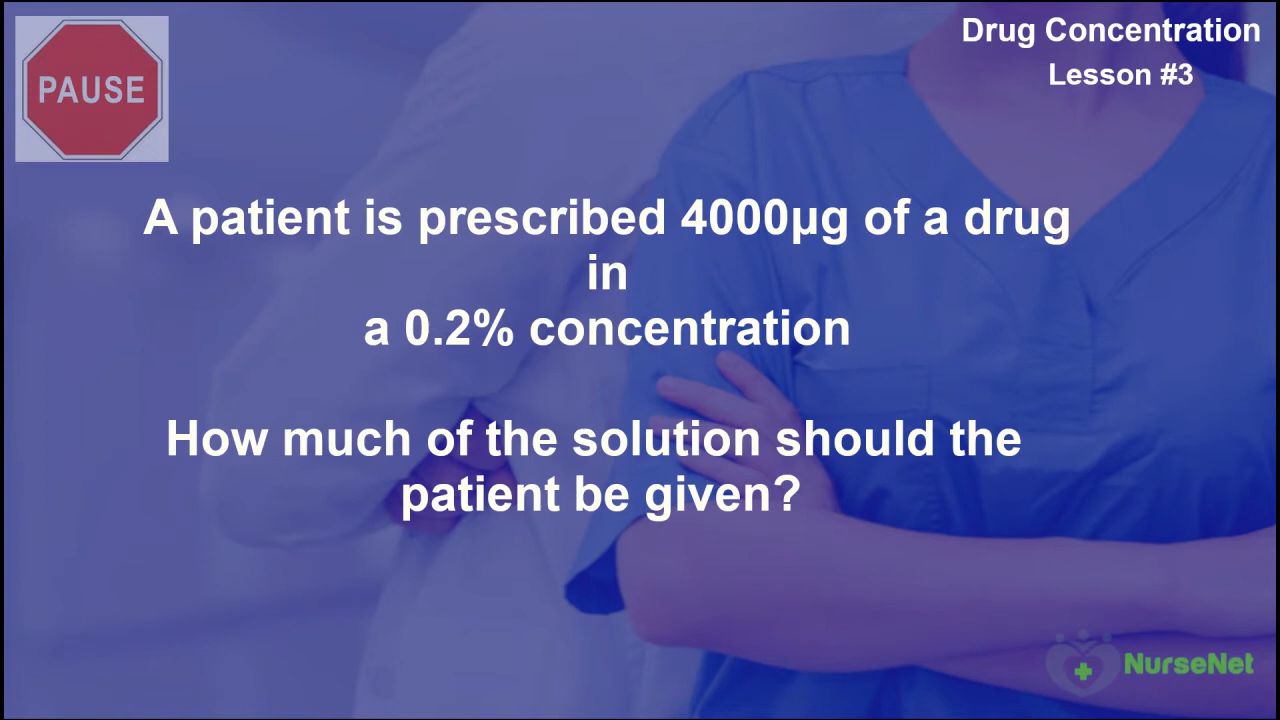 PAUSE
Drug Concentration
Lesson #3
A patient is prescribed 4000µg of a drug
in
a 0.2% concentration
How much of the solution should the
patient be given?
NurseNet